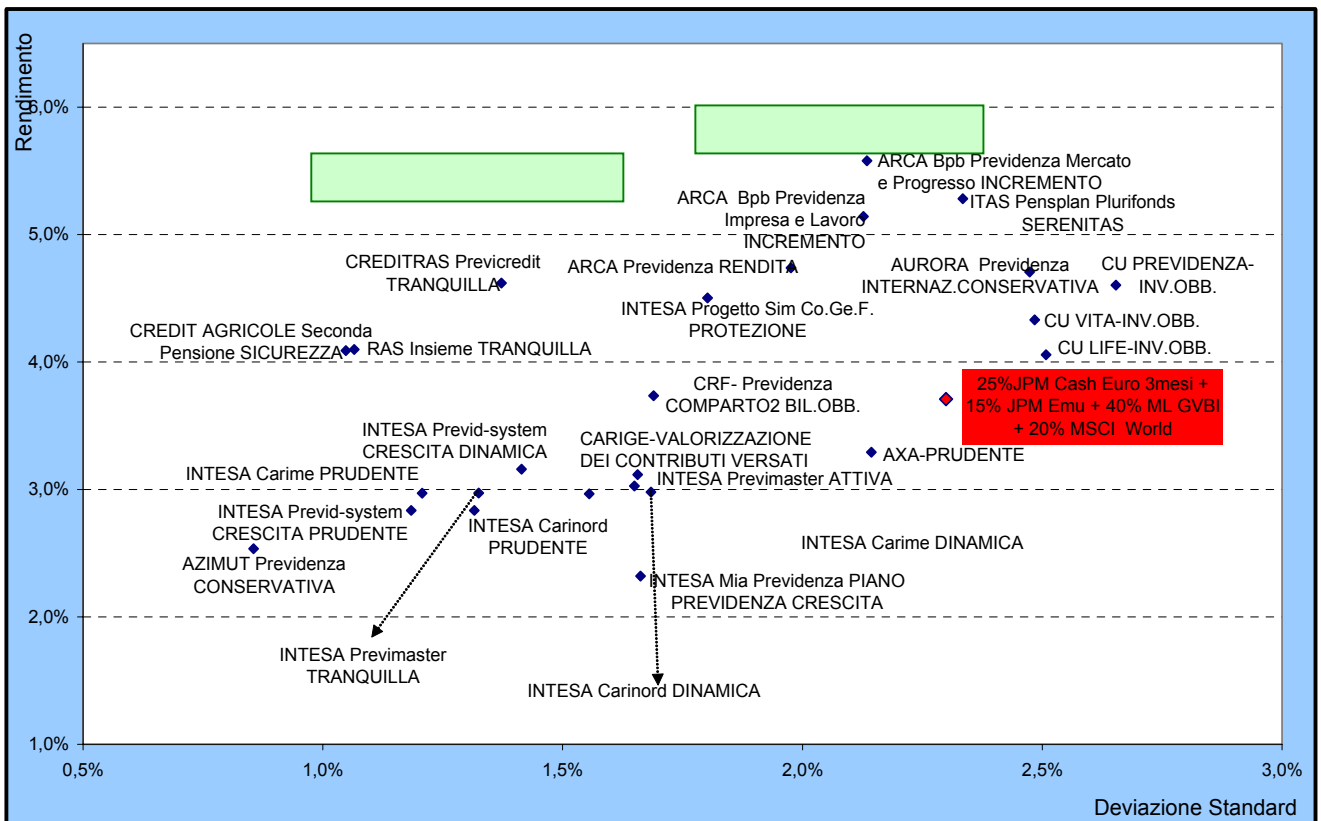 Rendimento
6,0%
5,0%
4,0%
3,0%
2,0%
1,0%
ARCA Bpb Previdenza Mercato
e Progresso INCREMENTO
ARCA  Bpb Previdenza
Impresa e Lavoro
INCREMENTO
ITAS Pensplan Plurifonds
SERENITAS
CREDITRAS Previcredit
TRANQUILLA
ARCA Previdenza RENDITA
AURORA  Previdenza
INTERNAZ.CONSERVATIVA
CU PREVIDENZA-
INV.OBB.
INTESA Progetto Sim Co.Ge.F.
PROTEZIONE
CU VITA-INV.OBB.
CREDIT AGRICOLE Seconda
Pensione SICUREZZA
RAS Insieme TRANQUILLA
CU LIFE-INV.OBB.
CRF- Previdenza
COMPARTO2 BIL.OBB.
25%JPM Cash Euro 3mesi +
15% JPM Emu + 40% ML GVBI
+ 20% MSCI  World
INTESA Previd-system
CRESCITA DINAMICA
CARIGE-VALORIZZAZIONE
DEI CONTRIBUTI VERSATI
AXA-PRUDENTE
INTESA Carime PRUDENTE
INTESA Previmaster ATTIVA
INTESA Previd-system
CRESCITA PRUDENTE
INTESA Carinord
PRUDENTE
INTESA Carime DINAMICA
AZIMUT Previdenza
CONSERVATIVA
INTESA Mia Previdenza PIANO
PREVIDENZA CRESCITA
INTESA Previmaster
TRANQUILLA
INTESA Carinord DINAMICA
0,5%
1,0%
1,5%
2,0%
2,5%
3,0%
Deviazione Standard